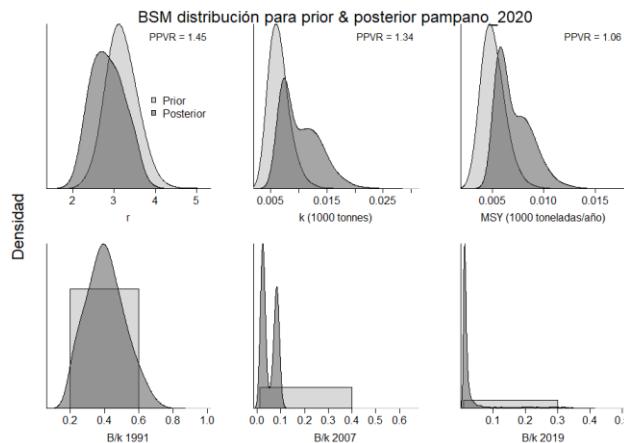 BSM distribución para prior & posterior pampano_2020
PPVR = 1.45
PPVR = 1.34
PPVR = 1.06
Prior
Posterior
2 3 4 5
0.005 0.015 0.025
0.005 0.010 0.015
r
k (1000 tonnes)
MSY (1000 toneladas/año)
Densidad
0.2 0.4 0.6 0.8 1.0
0.0 0.1 0.2 0.3 0.4 0.5 0.6
0.0 0.1 0.2 0.3 0.4
B/k 1991
B/k 2007
B/k 2019